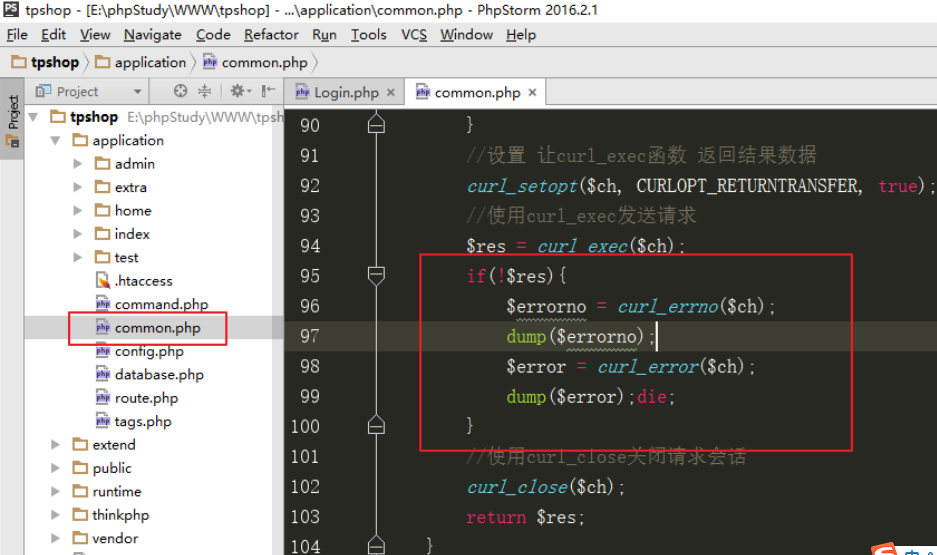 tpshop - [E:\phpStudy\WWW\tpshop] - ...\application\common.php - PhpStorm 2016.2.1
File Edit View Navigate Code Refactor Run Tools VCS Window Help
tpshop application common.php
Project Login.php × common.php ×
Project
tpshop E:\phpStudy\WWW\tpsh
application
admin
extra
home
index
test
.htaccess
command.php
common.php
config.php
database.php
route.php
tags.php
extend
public
runtime
thinkphp
vendor
90 }
91 //设置 让curl_exec函数 返回结果数据
92 curl_setopt($ch, CURLOPT_RETURNTRANSFER, true);
93 //使用curl_exec发送请求
94 $res = curl_exec($ch);
95 if(!$res){
96 $errorno = curl_errno($ch);
97 dump($errorno);
98 $error = curl_error($ch);
99 dump($error);die;
100 }
101 //使用curl_close关闭请求会话
102 curl_close($ch);
103 return $res;
104 }